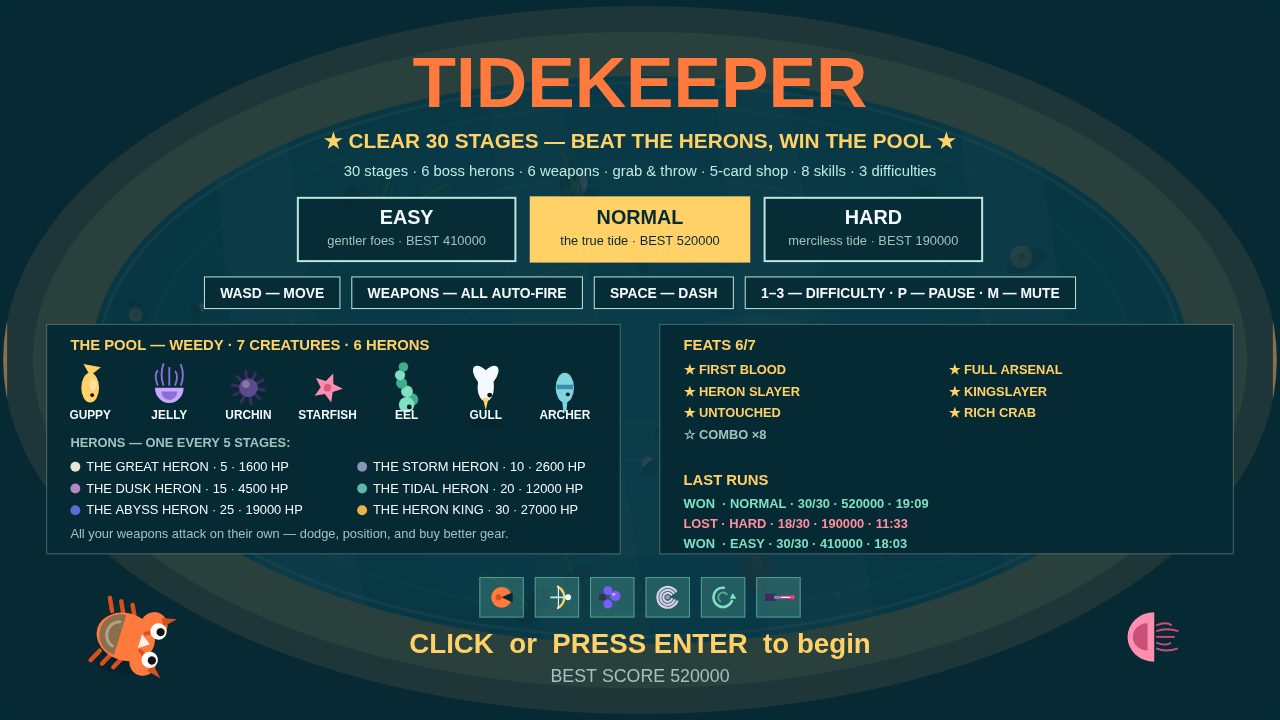 TIDEKEEPER
★ CLEAR 30 STAGES — BEAT THE HERONS, WIN THE POOL ★
30 stages · 6 boss herons · 6 weapons · grab & throw · 5-card shop · 8 skills · 3 difficulties
EASY
gentler foes · BEST 410000
NORMAL
the true tide · BEST 520000
HARD
merciless tide · BEST 190000
WASD — MOVE
WEAPONS — ALL AUTO-FIRE
SPACE — DASH
1–3 — DIFFICULTY · P — PAUSE · M — MUTE
THE POOL — WEEDY · 7 CREATURES · 6 HERONS
GUPPY
JELLY
URCHIN
STARFISH
EEL
GULL
ARCHER
HERONS — ONE EVERY 5 STAGES:
THE GREAT HERON · 5 · 1600 HP
THE STORM HERON · 10 · 2600 HP
THE DUSK HERON · 15 · 4500 HP
THE TIDAL HERON · 20 · 12000 HP
THE ABYSS HERON · 25 · 19000 HP
THE HERON KING · 30 · 27000 HP
All your weapons attack on their own — dodge, position, and buy better gear.
FEATS 6/7
★ FIRST BLOOD
★ FULL ARSENAL
★ HERON SLAYER
★ KINGSLAYER
★ UNTOUCHED
★ RICH CRAB
☆ COMBO ×8
LAST RUNS
WON · NORMAL · 30/30 · 520000 · 19:09
LOST · HARD · 18/30 · 190000 · 11:33
WON · EASY · 30/30 · 410000 · 18:03
CLICK or PRESS ENTER to begin
BEST SCORE 520000